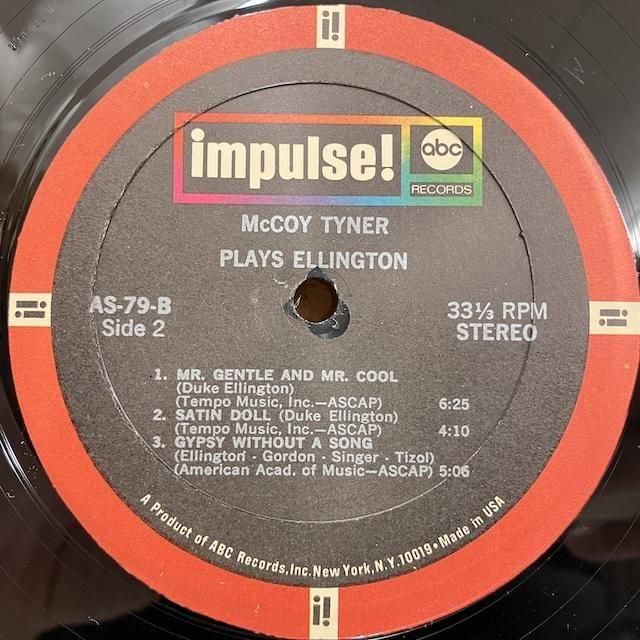 i!
impulse! abc
RECORDS
McCOY TYNER
PLAYS ELLINGTON
AS-79-B
Side 2
33⅓ RPM
STEREO
1. MR. GENTLE AND MR. COOL
(Duke Ellington)
(Tempo Music, Inc.—ASCAP) 6:25
2. SATIN DOLL (Duke Ellington)
(Tempo Music, Inc.—ASCAP) 4:10
3. GYPSY WITHOUT A SONG
(Ellington - Gordon - Singer - Tizol)
(American Acad. of Music—ASCAP) 5:06
A Product of ABC Records, Inc. New York, N.Y. 10019 • Made in USA
i!
i!
i!